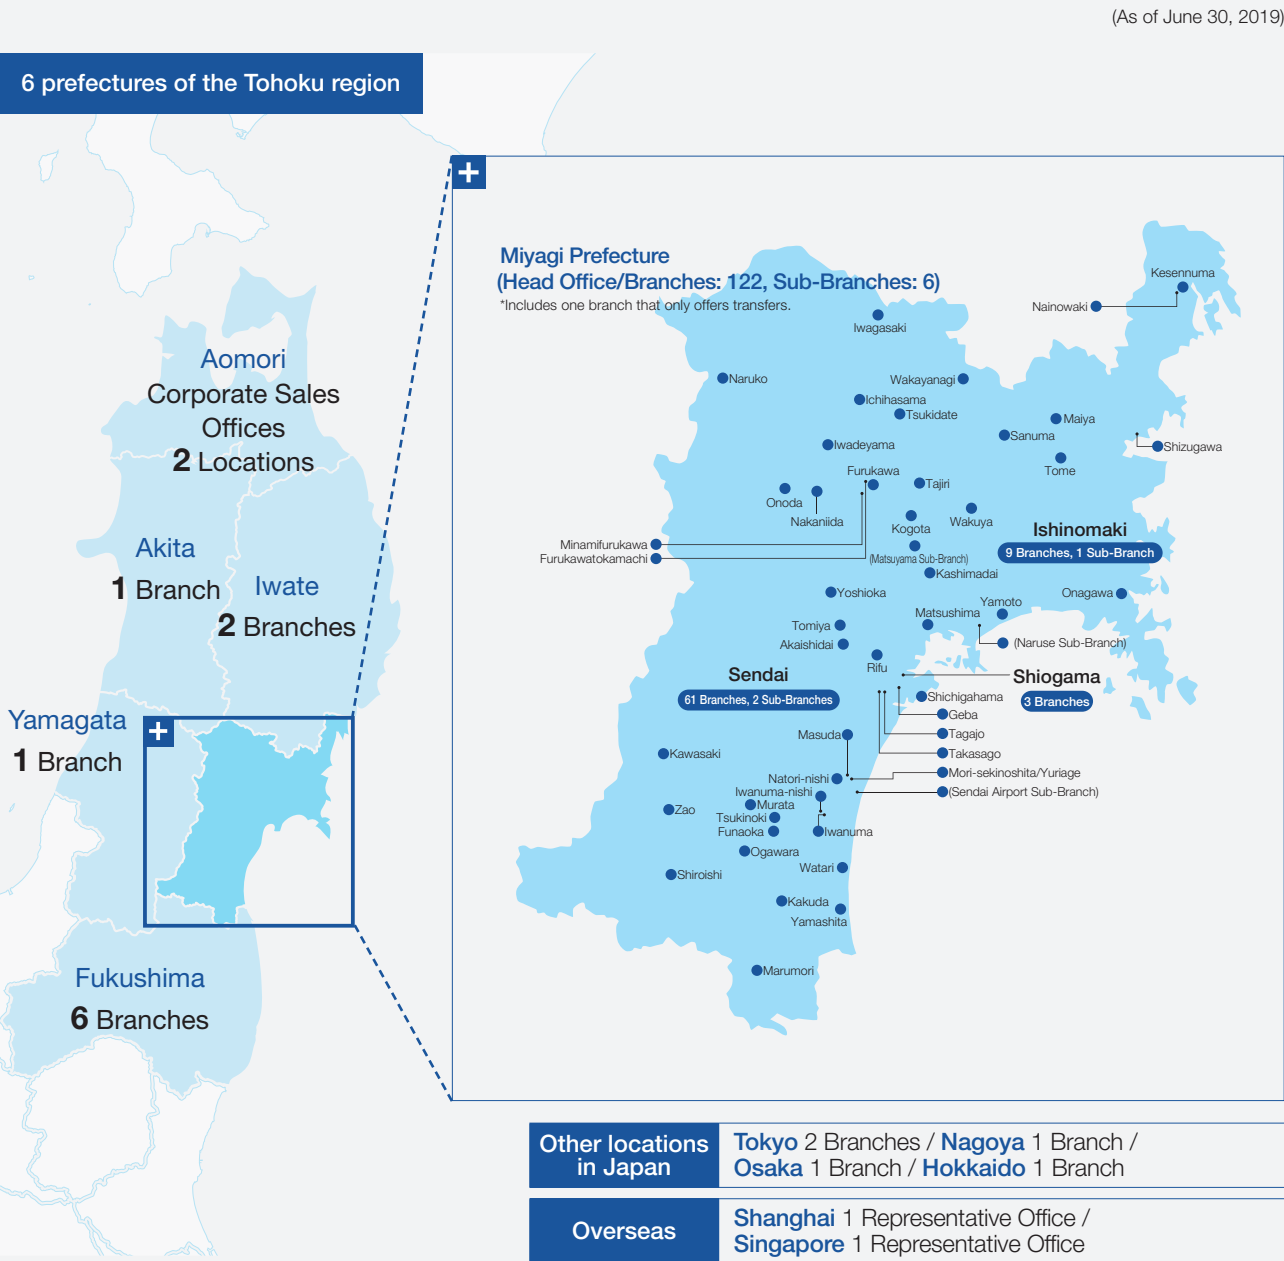 (As of June 30, 2019)
6 prefectures of the Tohoku region
Aomori
Corporate Sales
Offices
2 Locations
Akita
1 Branch
Iwate
2 Branches
Yamagata
1 Branch
Fukushima
6 Branches
Miyagi Prefecture
(Head Office/Branches: 122, Sub-Branches: 6)
*Includes one branch that only offers transfers.
Kesennuma
Nainowaki
Iwagasaki
Naruko
Wakayanagi
Ichihasama
Tsukidate
Maiya
Sanuma
Shizugawa
Iwadeyama
Tome
Furukawa
Tajiri
Onoda
Nakaniida
Kogota
Wakuya
Ishinomaki
9 Branches, 1 Sub-Branch
Minamifurukawa
Furukawatokamachi
(Matsuyama Sub-Branch)
Kashimadai
Yoshioka
Onagawa
Yamoto
Matsushima
Tomiya
Akaishidai
(Naruse Sub-Branch)
Rifu
Sendai
61 Branches, 2 Sub-Branches
Shiogama
3 Branches
Shichigahama
Geba
Tagajo
Masuda
Takasago
Kawasaki
Mori-sekinoshita/Yuriage
Natori-nishi
(Sendai Airport Sub-Branch)
Iwanuma-nishi
Murata
Zao
Tsukinoki
Funaoka
Iwanuma
Ogawara
Watari
Shiroishi
Kakuda
Yamashita
Marumori
Other locations
in Japan
Tokyo 2 Branches / Nagoya 1 Branch /
Osaka 1 Branch / Hokkaido 1 Branch
Overseas
Shanghai 1 Representative Office /
Singapore 1 Representative Office